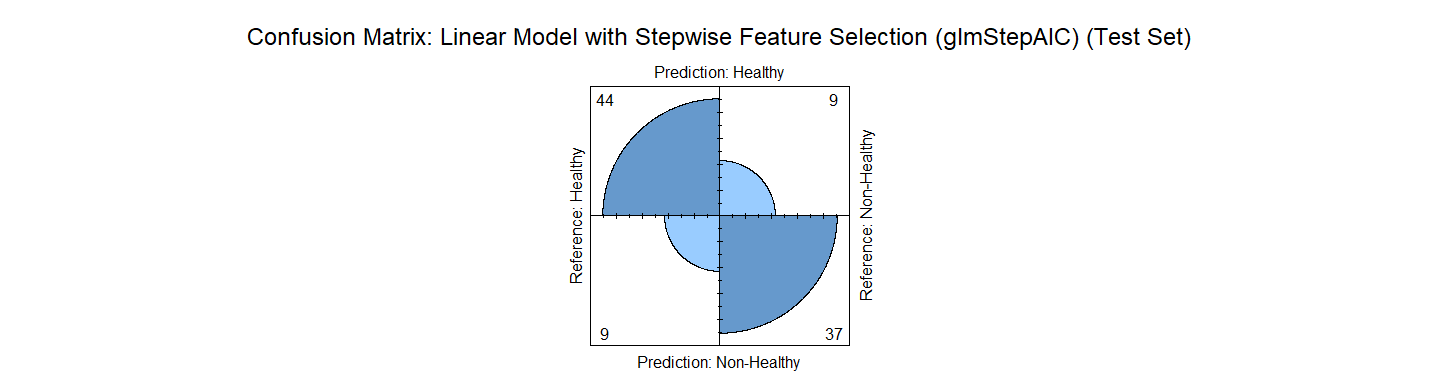 Confusion Matrix: Linear Model with Stepwise Feature Selection (glmStepAIC) (Test Set)
Prediction: Healthy
44
9
Reference: Healthy
Reference: Non-Healthy
9
37
Prediction: Non-Healthy